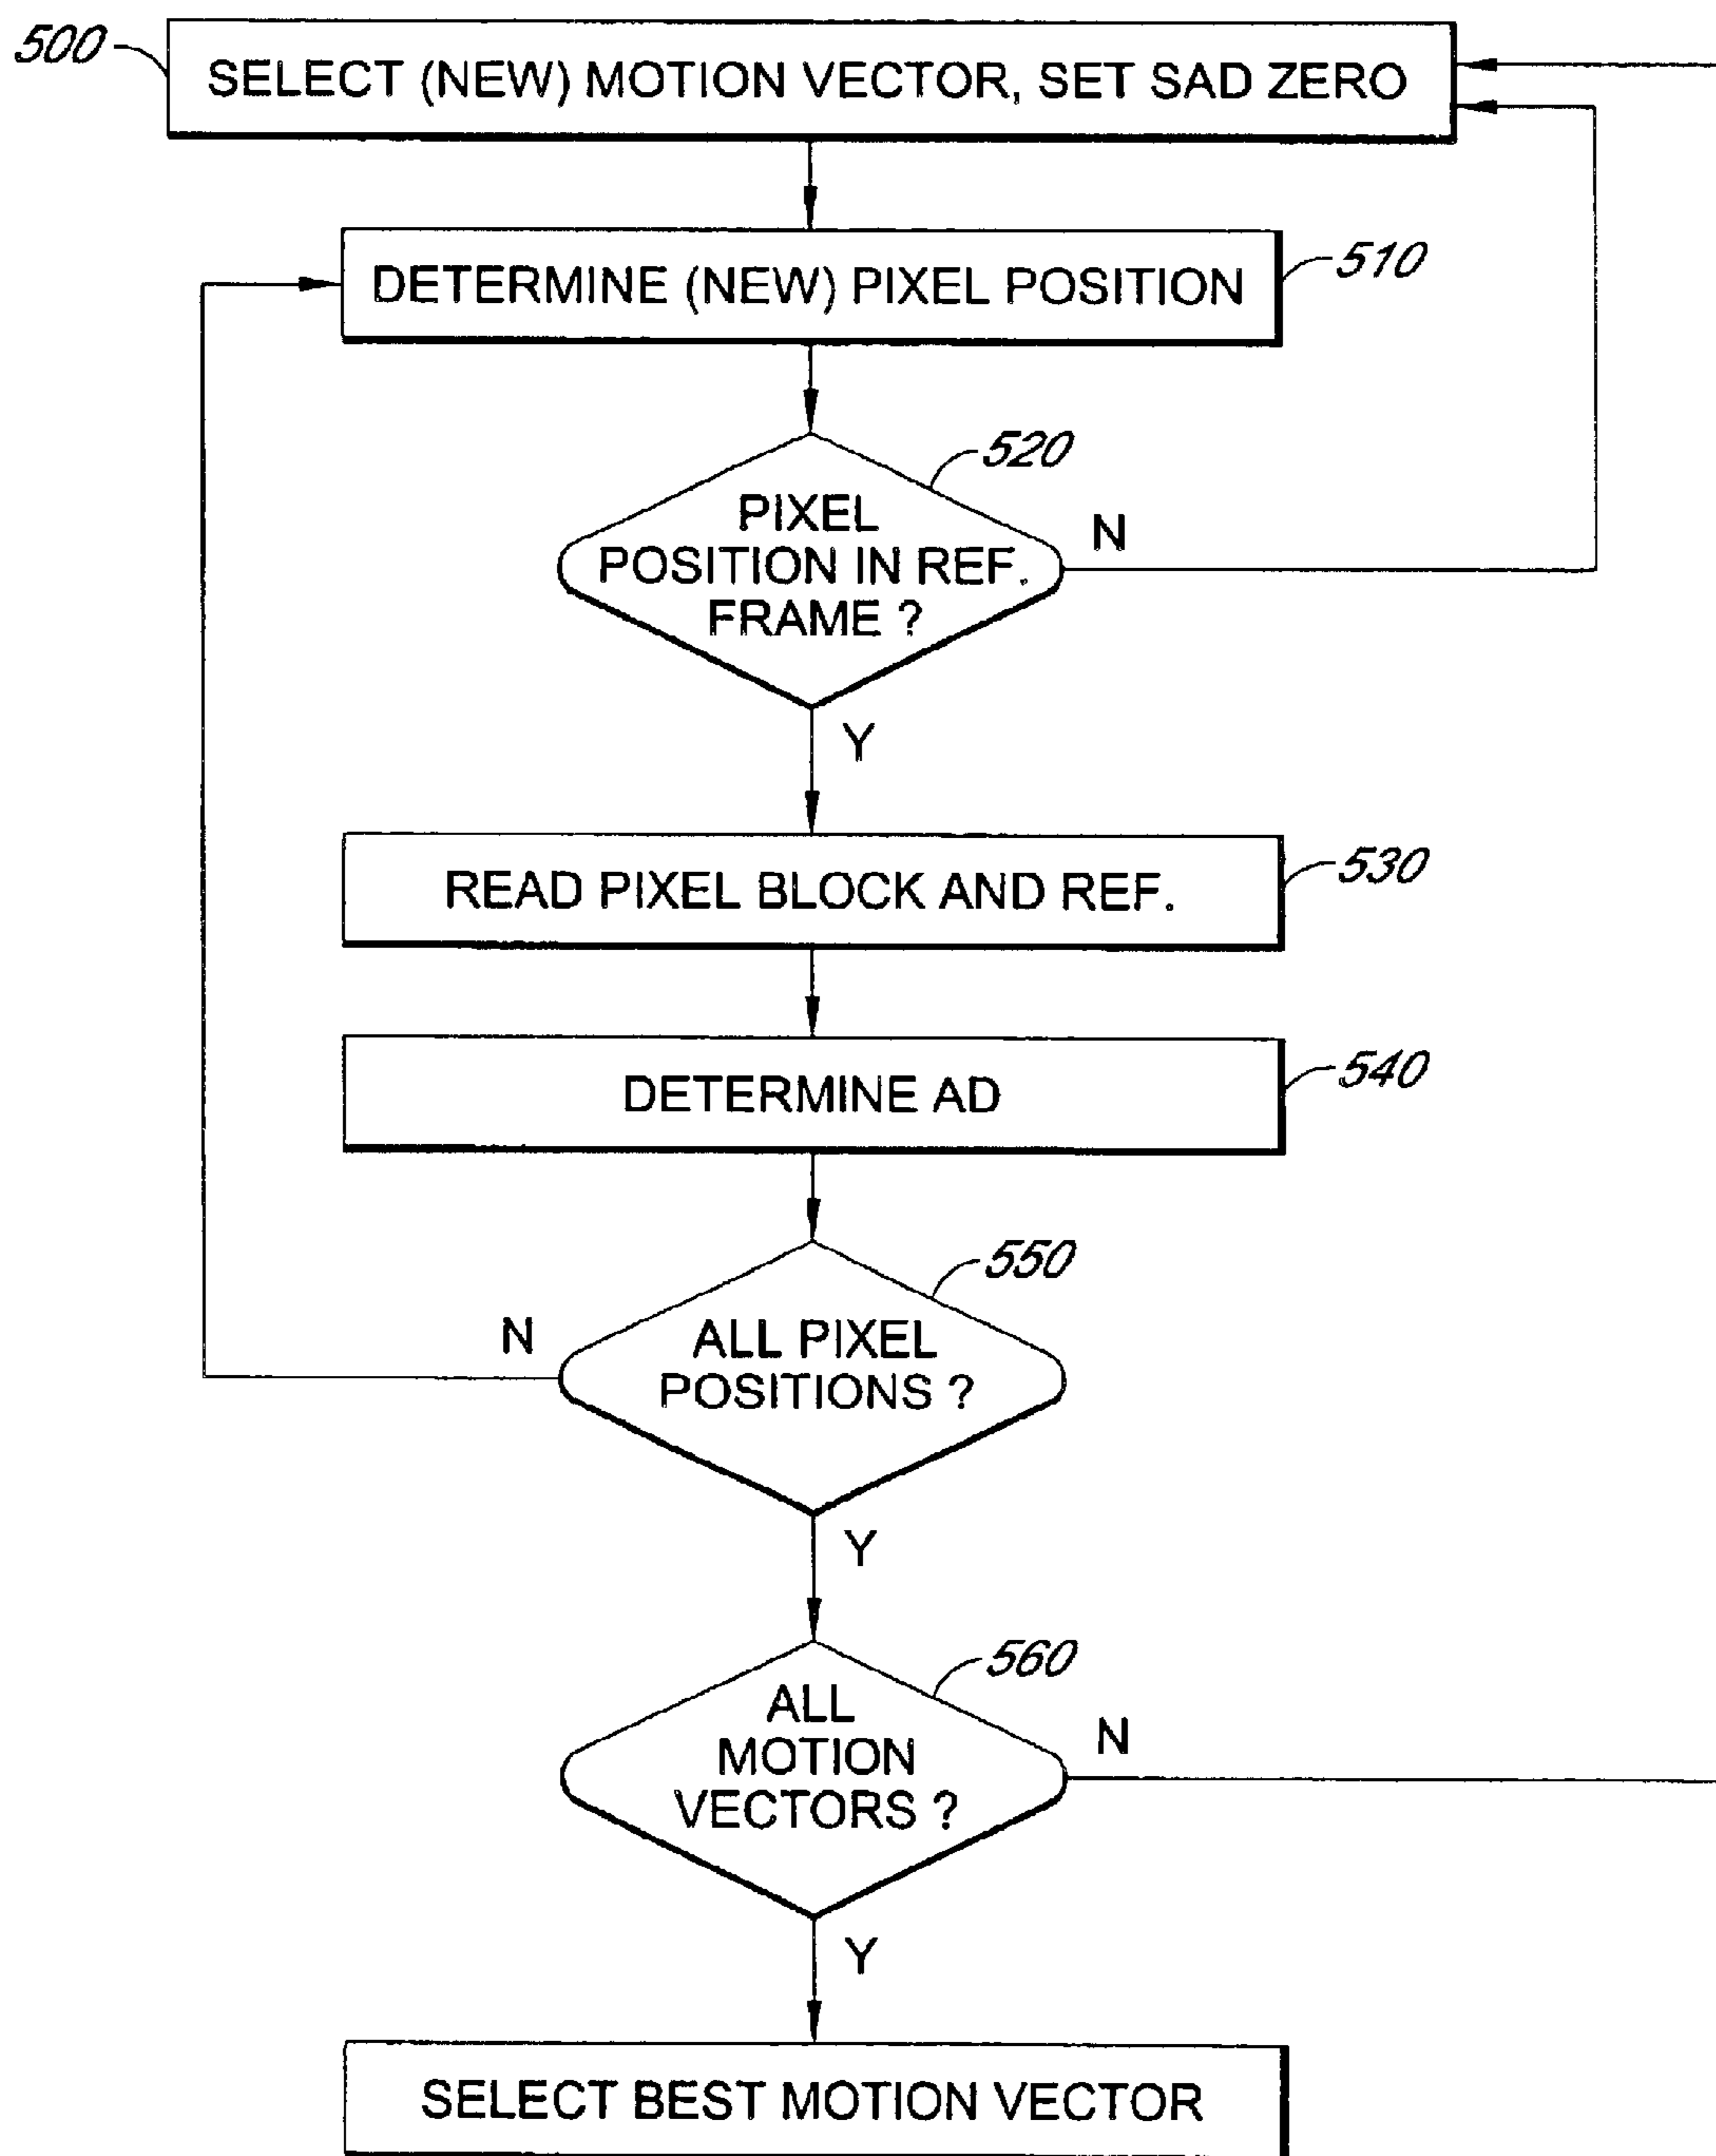 500
SELECT (NEW) MOTION VECTOR, SET SAD ZERO
DETERMINE (NEW) PIXEL POSITION
510
520
PIXEL
POSITION IN REF.
FRAME ?
N
Y
READ PIXEL BLOCK AND REF.
530
DETERMINE AD
540
550
ALL PIXEL
POSITIONS ?
N
Y
560
ALL
MOTION
VECTORS ?
N
Y
SELECT BEST MOTION VECTOR